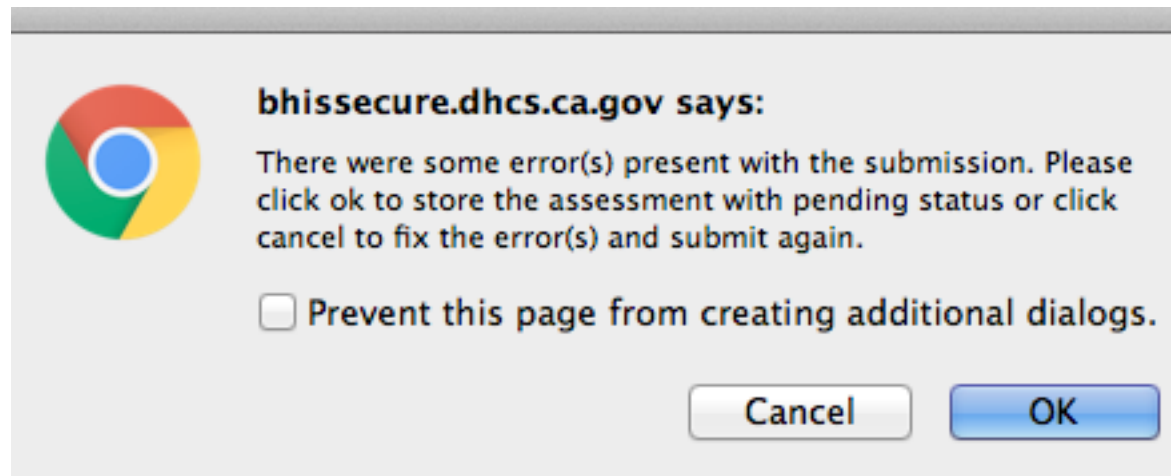 bhissecure.dhcs.ca.gov says:
There were some error(s) present with the submission. Please
click ok to store the assessment with pending status or click
cancel to fix the error(s) and submit again.
Prevent this page from creating additional dialogs.
Cancel OK